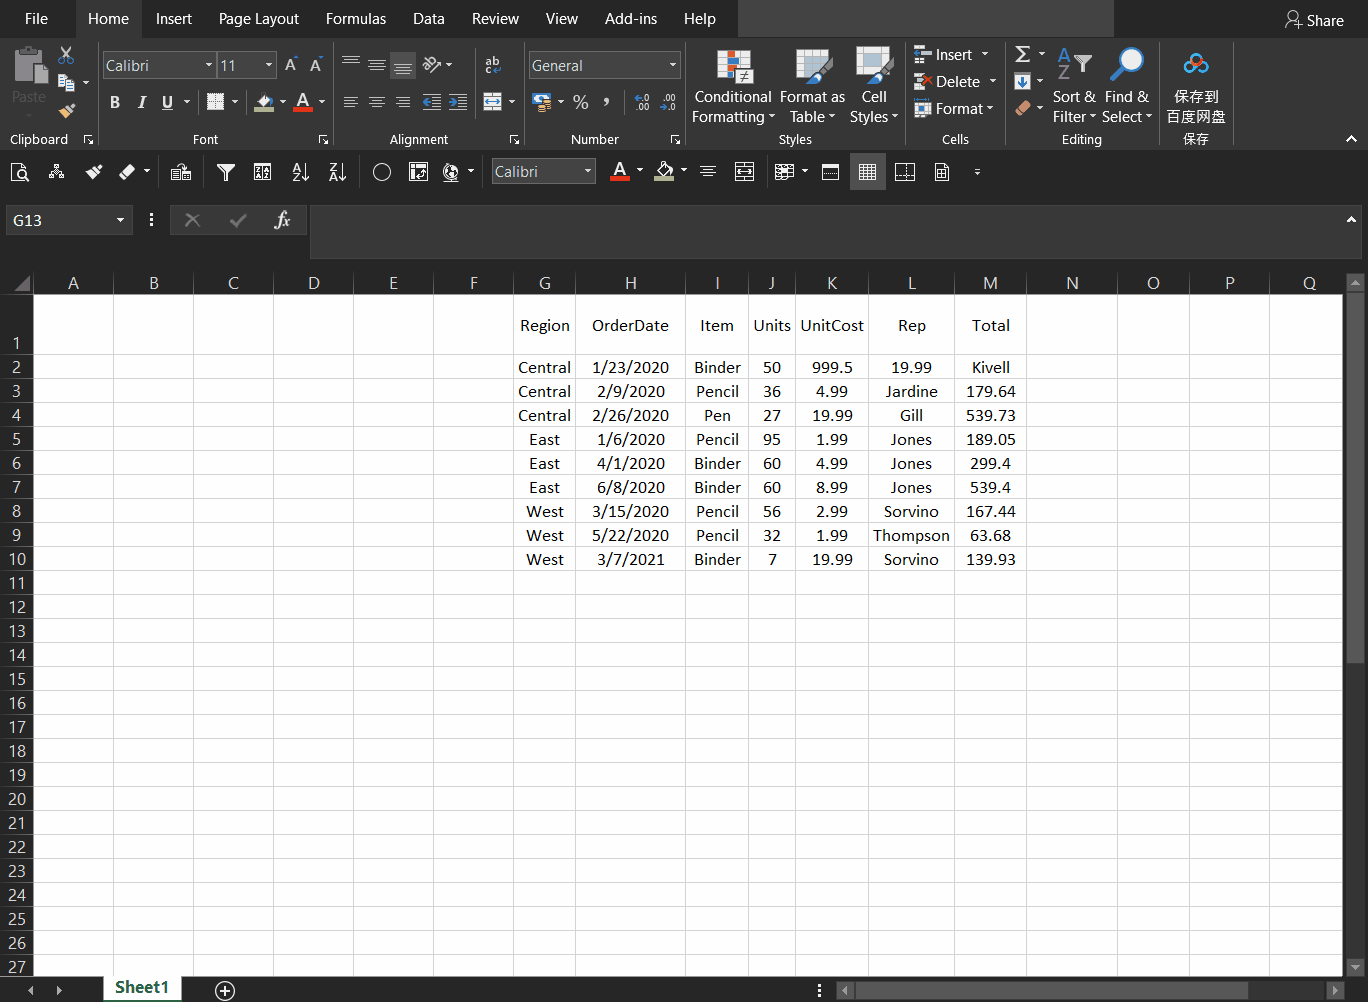 File Home Insert Page Layout Formulas Data Review View Add-ins Help Share
Paste
Calibri 11
B I U A
ab
General
% ,
Conditional Formatting
Format as Table
Cell Styles
Insert
Delete
Format
Sort & Filter
Find & Select
保存到
百度网盘
Clipboard Font Alignment Number Styles Cells Editing 保存
Calibri A
G13 fx
A B C D E F G H I J K L M N O P Q
1 Region OrderDate Item Units UnitCost Rep Total
2 Central 1/23/2020 Binder 50 999.5 19.99 Kivell
3 Central 2/9/2020 Pencil 36 4.99 Jardine 179.64
4 Central 2/26/2020 Pen 27 19.99 Gill 539.73
5 East 1/6/2020 Pencil 95 1.99 Jones 189.05
6 East 4/1/2020 Binder 60 4.99 Jones 299.4
7 East 6/8/2020 Binder 60 8.99 Jones 539.4
8 West 3/15/2020 Pencil 56 2.99 Sorvino 167.44
9 West 5/22/2020 Pencil 32 1.99 Thompson 63.68
10 West 3/7/2021 Binder 7 19.99 Sorvino 139.93
11
12
13
14
15
16
17
18
19
20
21
22
23
24
25
26
27
Sheet1